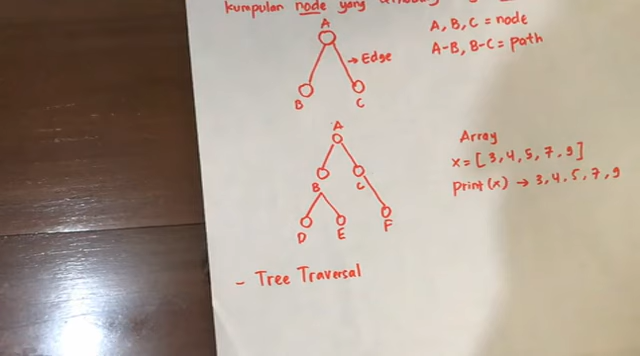 kumpulan node yang
A
A, B, C = node
→ Edge
A-B, B-C = path
B
C
A
Array
x = [3, 4, 5, 7, 9]
B
C
print(x) → 3, 4, 5, 7, 9
D
E
F
- Tree Traversal